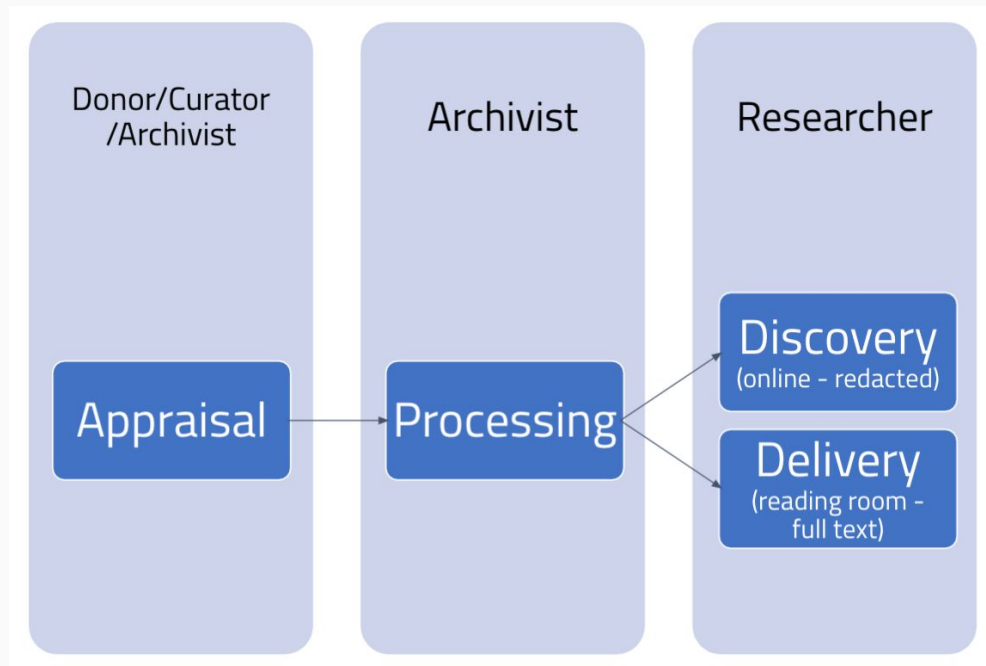 Donor/Curator
/Archivist
Appraisal
Archivist
Processing
Researcher
Discovery
(online - redacted)
Delivery
(reading room -
full text)